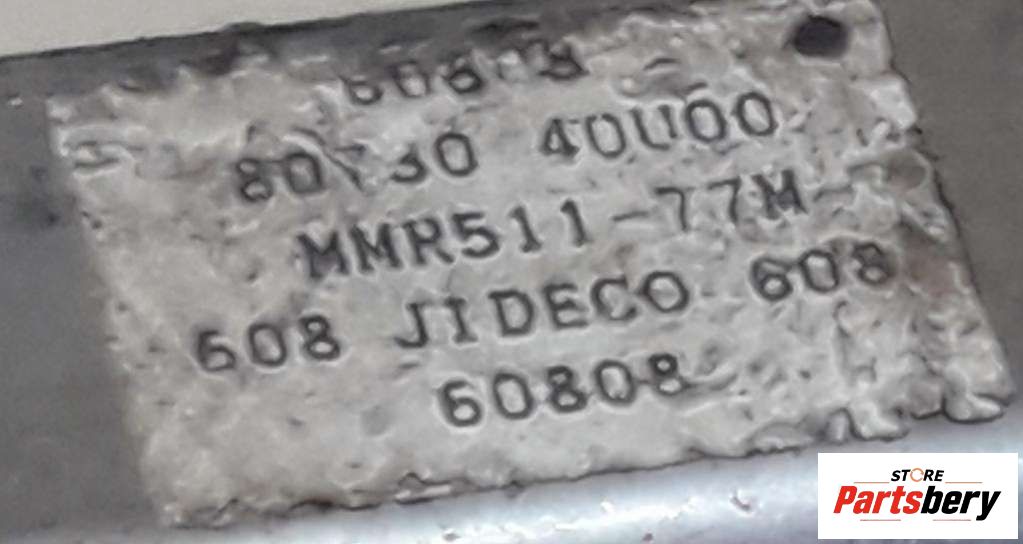 80730 40U00
MMR511-77M
608 JIDECO 608
60808
STORE
Partsbery